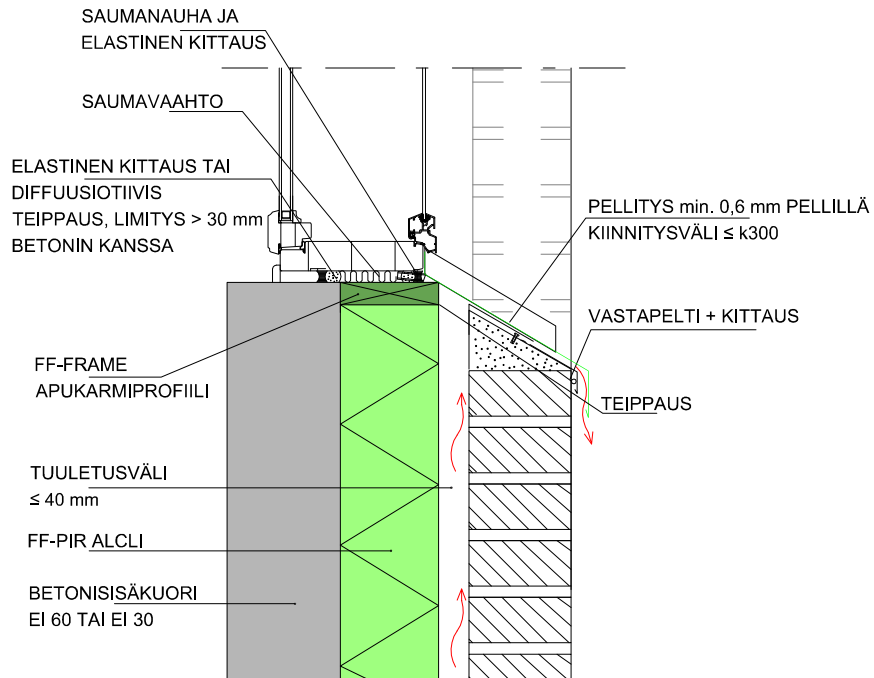 SAUMANAUHA JA
ELASTINEN KITTAUS
SAUMAVAAHTO
ELASTINEN KITTAUS TAI
DIFFUUSIOTIIVIS
TEIPPAUS, LIMITYS > 30 mm
BETONIN KANSSA
PELLITYS min. 0,6 mm PELLILLÄ
KIINNITYSVÄLI ≤ k300
VASTAPELTI + KITTAUS
FF-FRAME
APUKARMIPROFIILI
TEIPPAUS
TUULETUSVÄLI
≤ 40 mm
FF-PIR ALCLI
BETONISISÄKUORI
EI 60 TAI EI 30